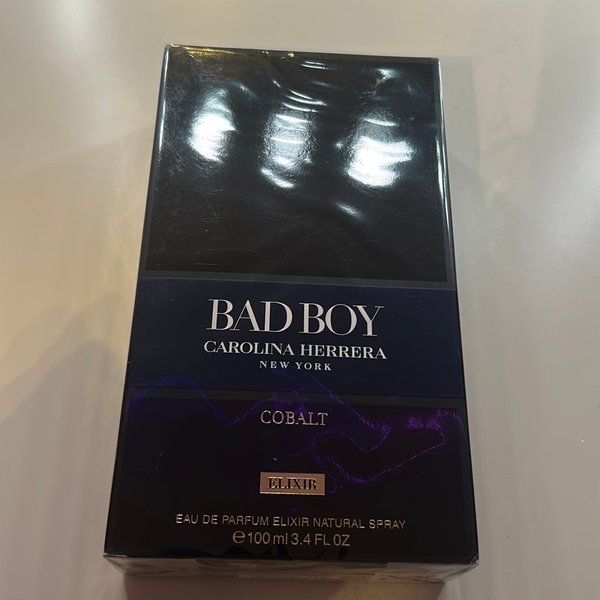 BAD BOY
CAROLINA HERRERA
NEW YORK
COBALT
ELIXIR
EAU DE PARFUM ELIXIR NATURAL SPRAY
℮ 100 ml 3.4 FL OZ